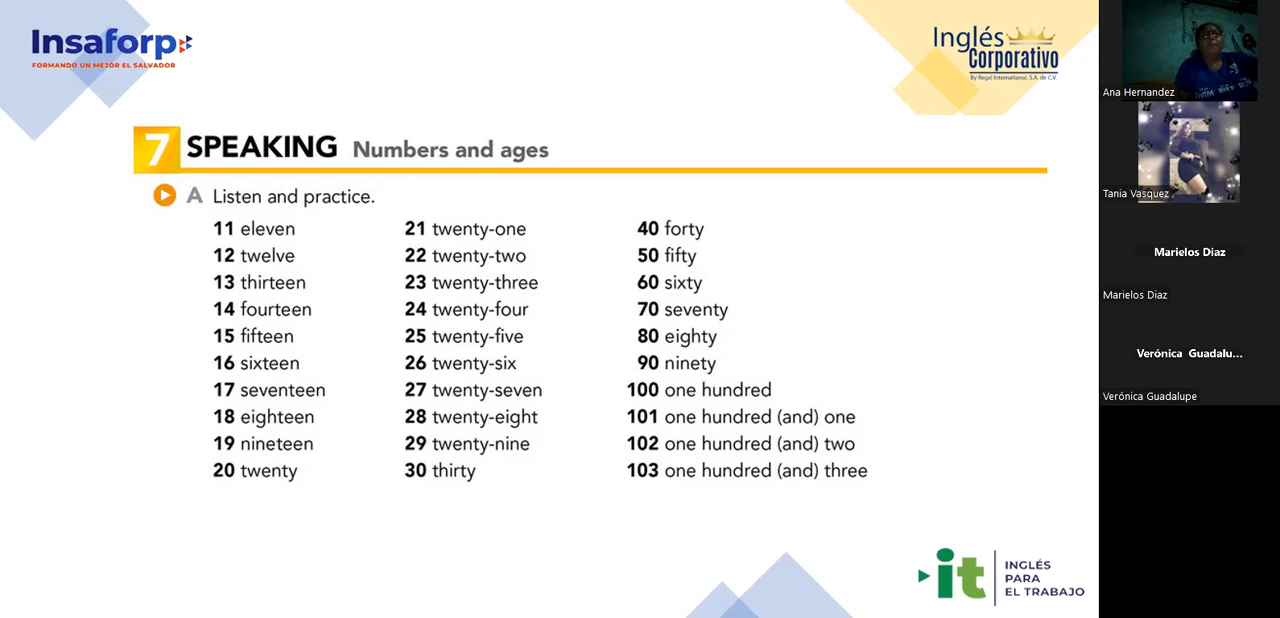 Insaforp
FORMANDO UN MEJOR EL SALVADOR
Inglés
Corporativo
By Regal International, S.A. de C.V.
7 SPEAKING Numbers and ages
A Listen and practice.
11 eleven
12 twelve
13 thirteen
14 fourteen
15 fifteen
16 sixteen
17 seventeen
18 eighteen
19 nineteen
20 twenty
21 twenty-one
22 twenty-two
23 twenty-three
24 twenty-four
25 twenty-five
26 twenty-six
27 twenty-seven
28 twenty-eight
29 twenty-nine
30 thirty
40 forty
50 fifty
60 sixty
70 seventy
80 eighty
90 ninety
100 one hundred
101 one hundred (and) one
102 one hundred (and) two
103 one hundred (and) three
it
INGLÉS
PARA
EL TRABAJO
Ana Hernandez
Tania Vasquez
Marielos Diaz
Marielos Diaz
Verónica Guadalu...
Verónica Guadalupe